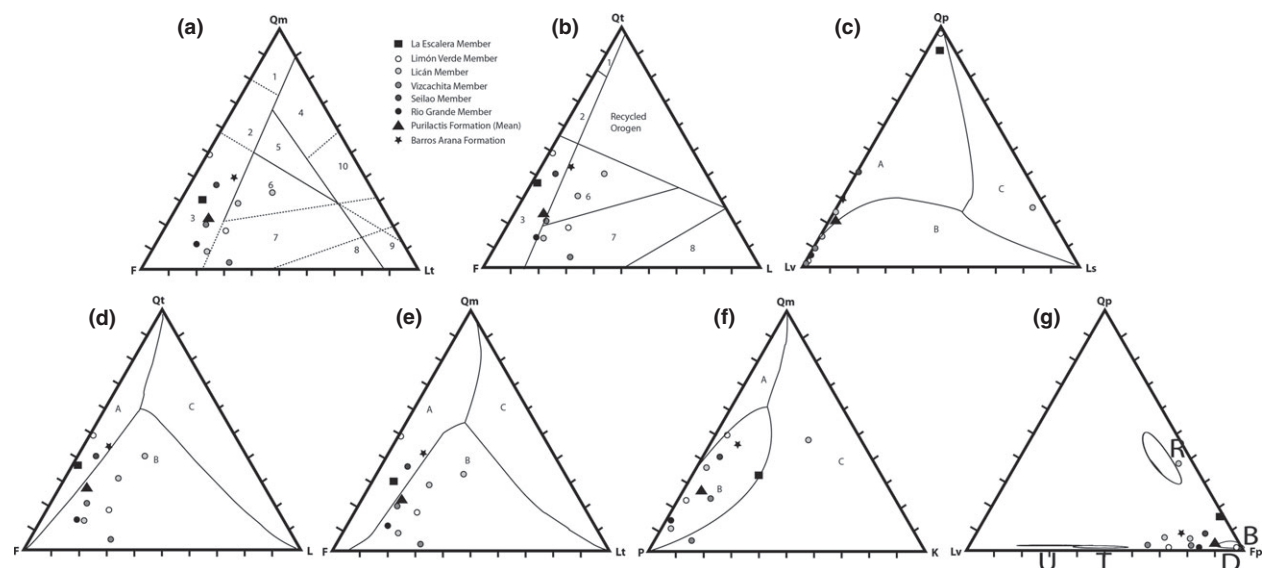 (a)
Qm
1
2
3
4
5
6
7
8
9
10
F
Lt
La Escalera Member
Limón Verde Member
Licán Member
Vizcachita Member
Seilao Member
Rio Grande Member
Purilactis Formation (Mean)
Barros Arana Formation
(b)
Qt
1
2
Recycled
Orogen
3
6
7
8
F
L
(c)
Qp
A
B
C
Lv
Ls
(d)
Qt
A
B
C
F
L
(e)
Qm
A
B
C
F
Lt
(f)
Qm
A
B
C
P
K
(g)
Qp
R
B
Lv
Fp
U
T
D